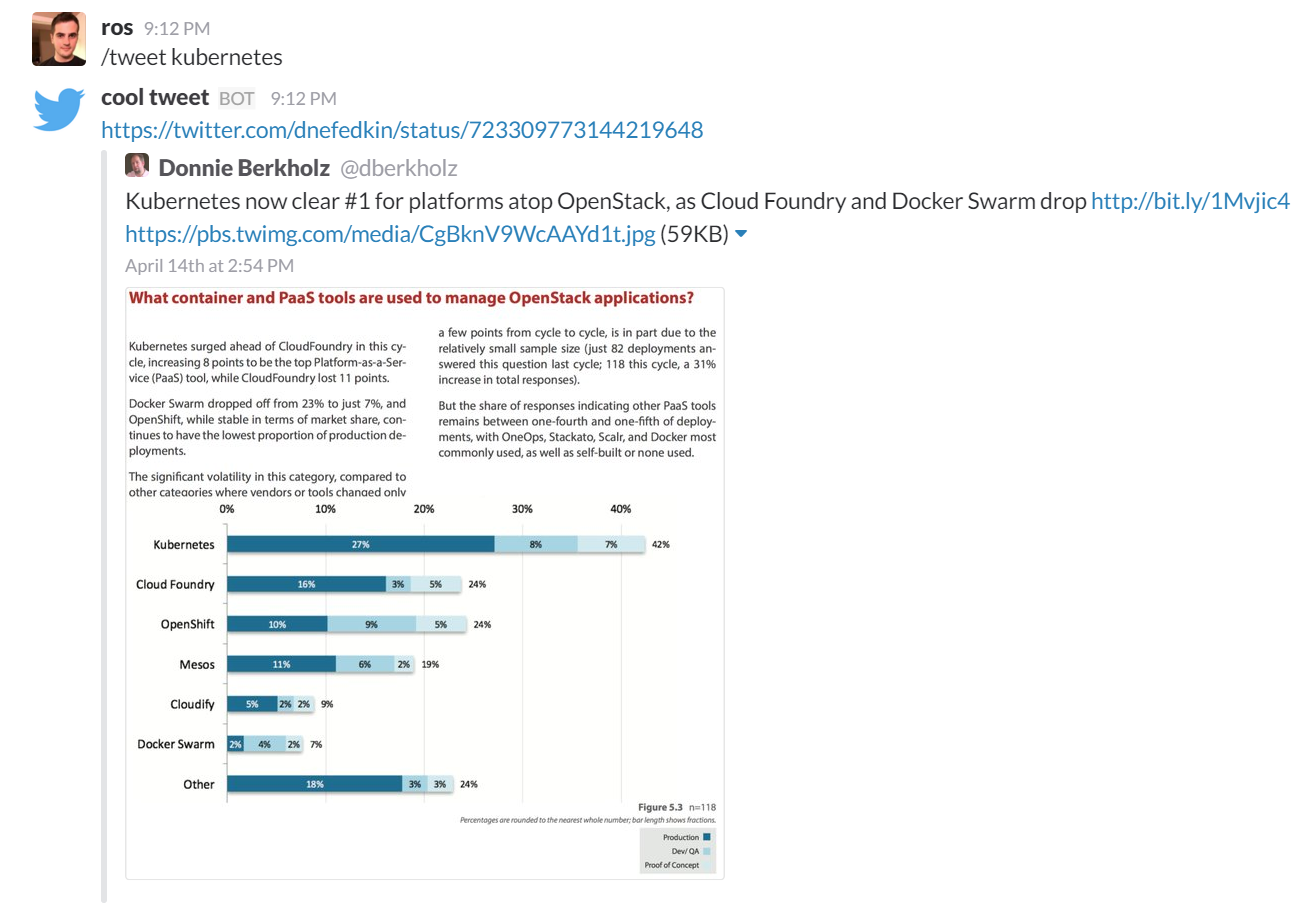 ros 9:12 PM
/tweet kubernetes
cool tweet BOT 9:12 PM
https://twitter.com/dnefedkin/status/723309773144219648
Donnie Berkholz @dberkholz
Kubernetes now clear #1 for platforms atop OpenStack, as Cloud Foundry and Docker Swarm drop http://bit.ly/1Mvjic4
https://pbs.twimg.com/media/CgBknV9WcAAYd1t.jpg (59KB)
April 14th at 2:54 PM
What container and PaaS tools are used to manage OpenStack applications?
Kubernetes surged ahead of CloudFoundry in this cy-
cle, increasing 8 points to be the top Platform-as-a-Ser-
vice (PaaS) tool, while CloudFoundry lost 11 points.
Docker Swarm dropped off from 23% to just 7%, and
OpenShift, while stable in terms of market share, con-
tinues to have the lowest proportion of production de-
ployments.
The significant volatility in this category, compared to
other categories where vendors or tools changed only
a few points from cycle to cycle, is in part due to the
relatively small sample size (just 82 deployments an-
swered this question last cycle; 118 this cycle, a 31%
increase in total responses).
But the share of responses indicating other PaaS tools
remains between one-fourth and one-fifth of deploy-
ments, with OneOps, Stackato, Scalr, and Docker most
commonly used, as well as self-built or none used.
0% 10% 20% 30% 40%
Kubernetes 27% 8% 7% 42%
Cloud Foundry 16% 3% 5% 24%
OpenShift 10% 9% 5% 24%
Mesos 11% 6% 2% 19%
Cloudify 5% 2% 2% 9%
Docker Swarm 2% 4% 2% 7%
Other 18% 3% 3% 24%
Figure 5.3 n=118
Percentages are rounded to the nearest whole number; bar length shows fractions.
Production
Dev/ QA
Proof of Concept